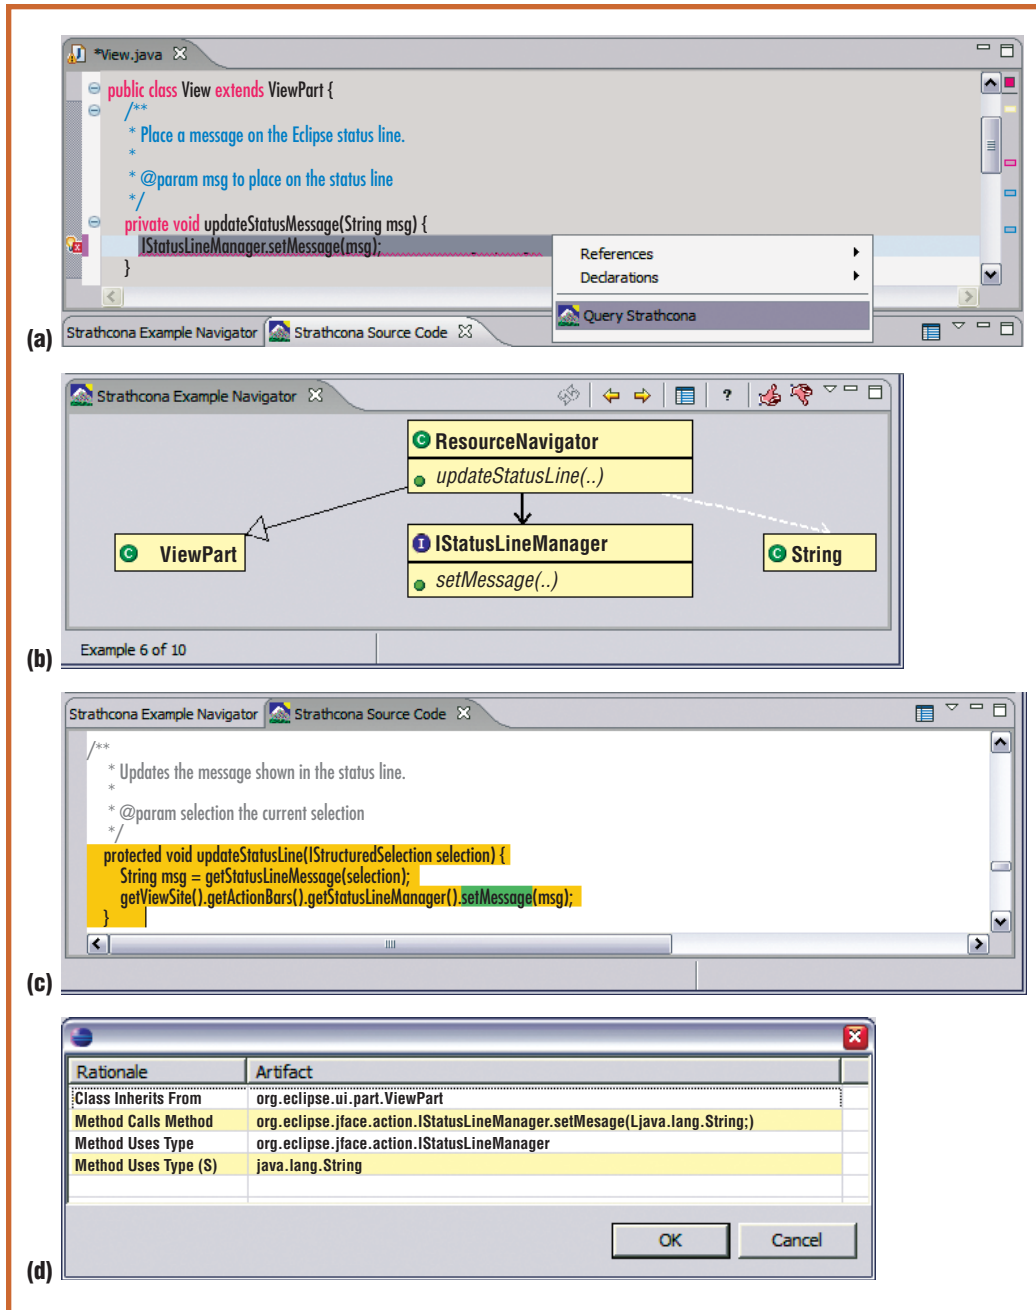 *View.java
public class View extends ViewPart {
/**
* Place a message on the Eclipse status line.
*
* @param msg to place on the status line
*/
private void updateStatusMessage(String msg) {
IStatusLineManager.setMessage(msg);
}
References
Declarations
Query Strathcona
Strathcona Example Navigator Strathcona Source Code
(a)
Strathcona Example Navigator ?
C ResourceNavigator
updateStatusLine(..)
C ViewPart
I IStatusLineManager
setMessage(..)
C String
Example 6 of 10
(b)
Strathcona Example Navigator Strathcona Source Code
/**
* Updates the message shown in the status line.
*
* @param selection the current selection
*/
protected void updateStatusLine(IStructuredSelection selection) {
String msg = getStatusLineMessage(selection);
getViewSite().getActionBars().getStatusLineManager().setMessage(msg);
}
(c)
Rationale Artifact
Class Inherits From org.eclipse.ui.part.ViewPart
Method Calls Method org.eclipse.jface.action.IStatusLineManager.setMesage(Ljava.lang.String;)
Method Uses Type org.eclipse.jface.action.IStatusLineManager
Method Uses Type (S) java.lang.String
OK Cancel
(d)